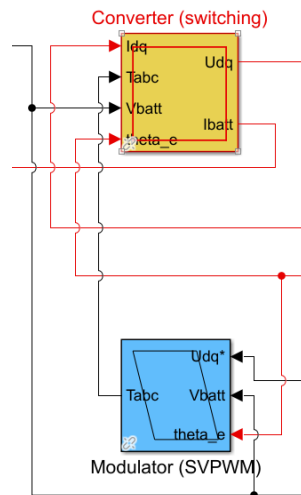 Converter (switching)
Idq
Udq
Tabc
Vbatt
Ibatt
theta_e
Udq*
Tabc
Vbatt
theta_e
Modulator (SVPWM)